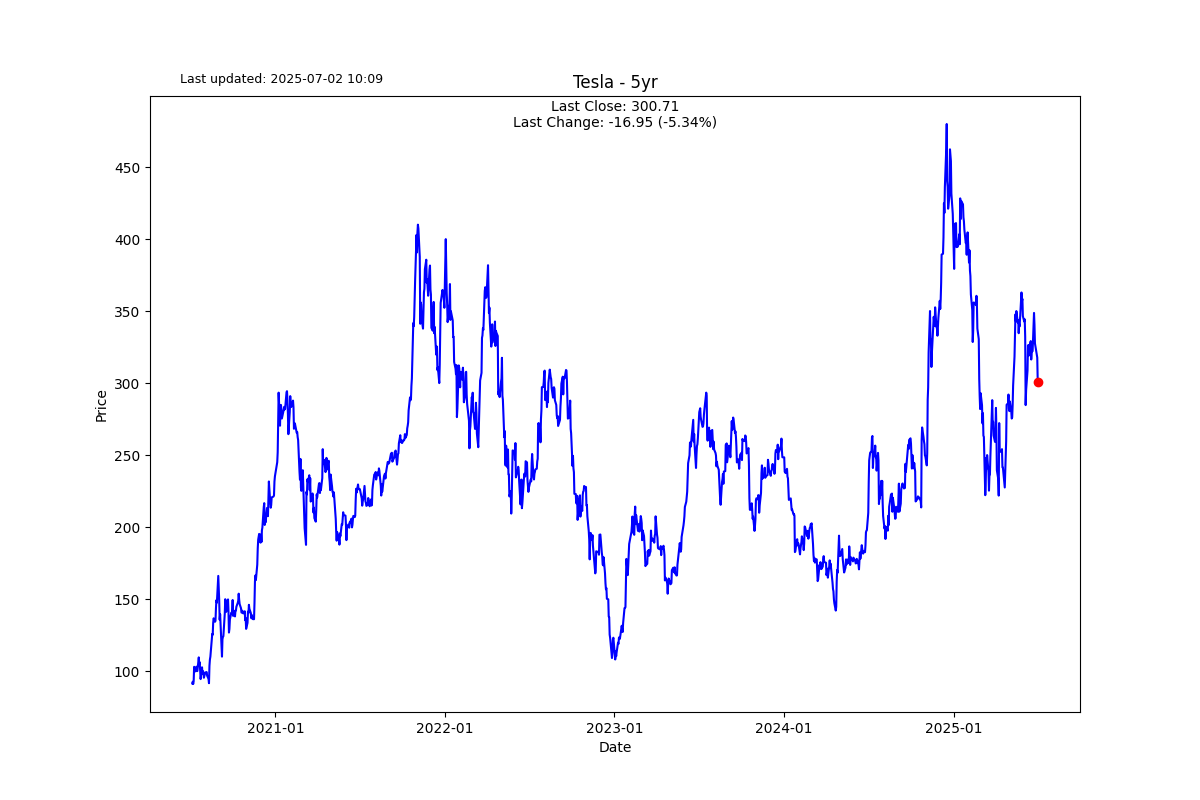 Last updated: 2025-07-02 10:09
Tesla - 5yr
Last Close: 300.71
Last Change: -16.95 (-5.34%)
450
400
350
300
250
200
150
100
Price
2021-01
2022-01
2023-01
2024-01
2025-01
Date